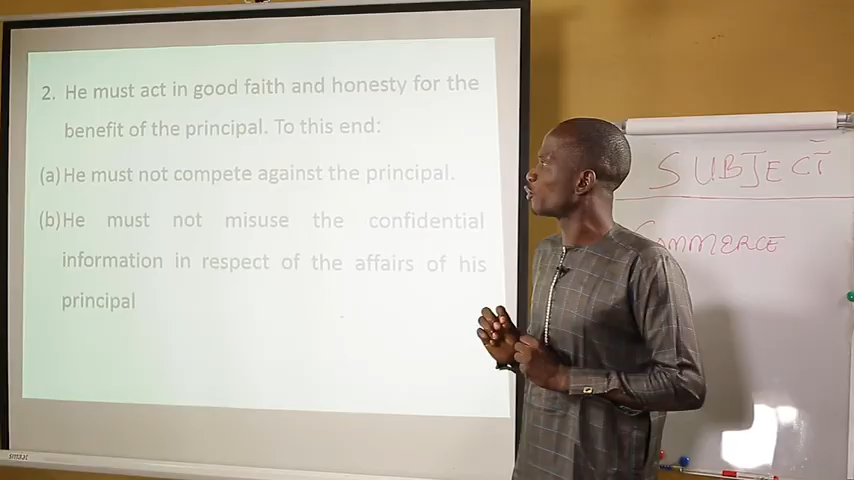 2. He must act in good faith and honesty for the
benefit of the principal. To this end:
(a)He must not compete against the principal.
(b)He must not misuse the confidential
information in respect of the affairs of his
principal
SUBJECT
COMMERCE